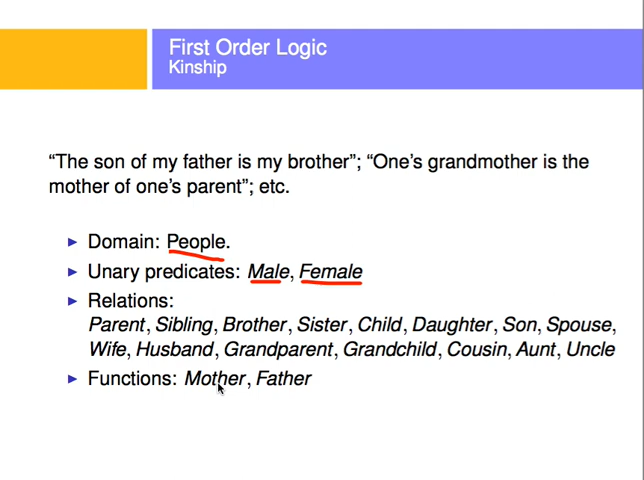 First Order Logic
Kinship
“The son of my father is my brother”; “One’s grandmother is the
mother of one’s parent”; etc.
Domain: People.
Unary predicates: Male, Female
Relations:
Parent, Sibling, Brother, Sister, Child, Daughter, Son, Spouse,
Wife, Husband, Grandparent, Grandchild, Cousin, Aunt, Uncle
Functions: Mother, Father